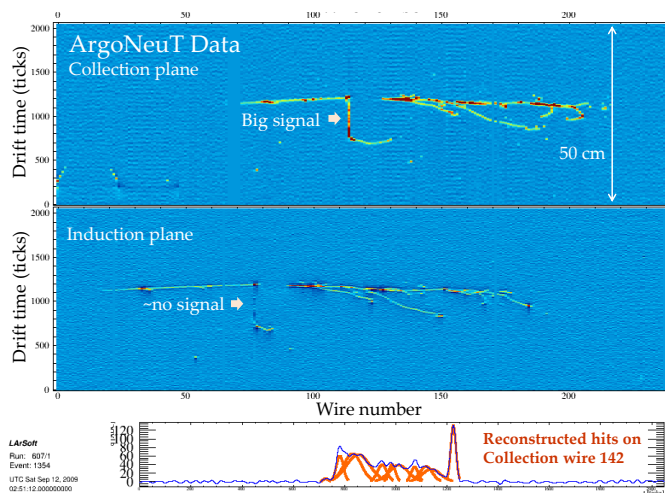 0 50 100 150 200
ArgoNeuT Data
Collection plane
Drift time (ticks)
2000
1500
1000
500
0
Big signal
50 cm
Induction plane
Drift time (ticks)
2000
1500
1000
500
0
~no signal
0 50 100 150 200
Wire number
LArSoft
Run: 607/1
Event: 1354
UTC Sat Sep 12, 2009
02:51:12.000000000
120
100
80
60
40
20
0
Reconstructed hits on
Collection wire 142